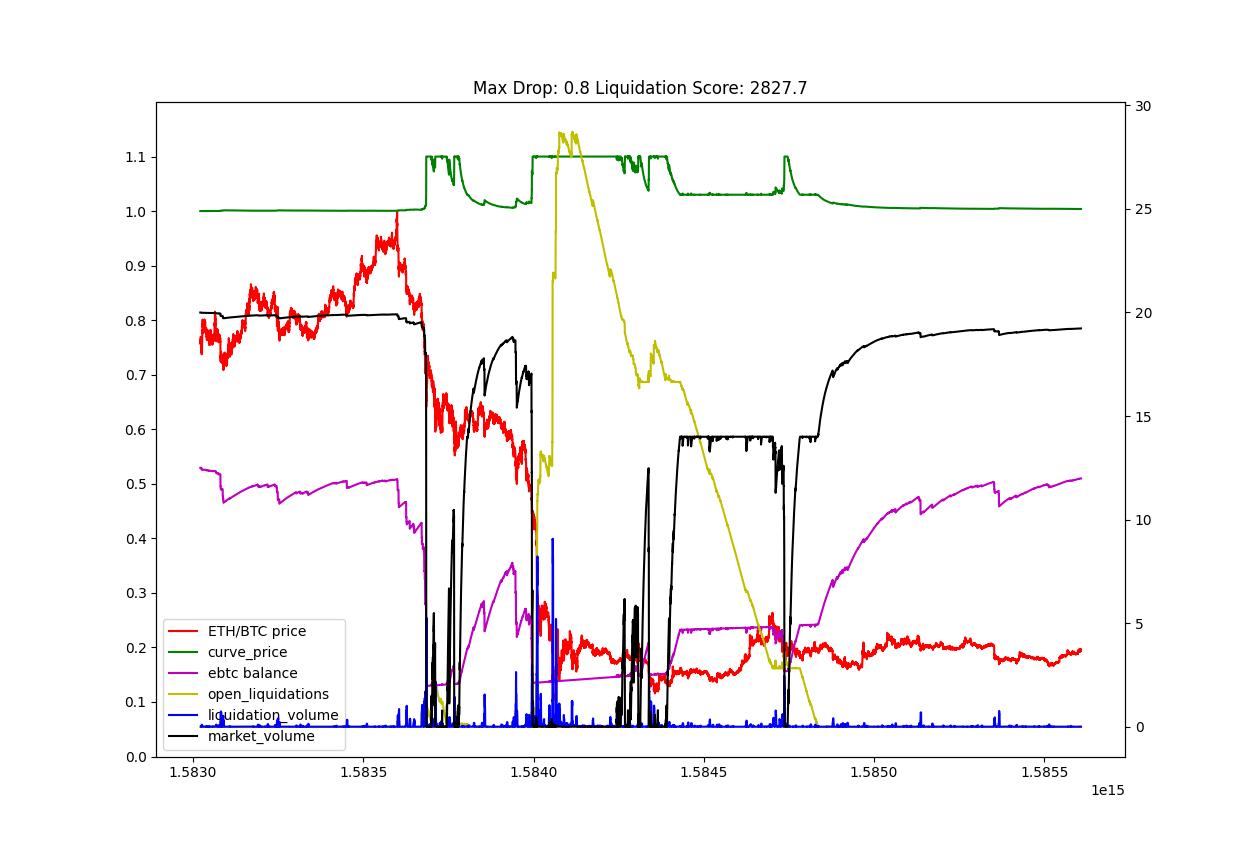 Max Drop: 0.8 Liquidation Score: 2827.7
1.1
1.0
0.9
0.8
0.7
0.6
0.5
0.4
0.3
0.2
0.1
0.0
30
25
20
15
10
5
0
ETH/BTC price
curve_price
ebtc balance
open_liquidations
liquidation_volume
market_volume
1.5830 1.5835 1.5840 1.5845 1.5850 1.5855
1e15